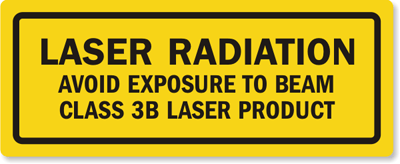 LASER RADIATION
AVOID EXPOSURE TO BEAM
CLASS 3B LASER PRODUCT